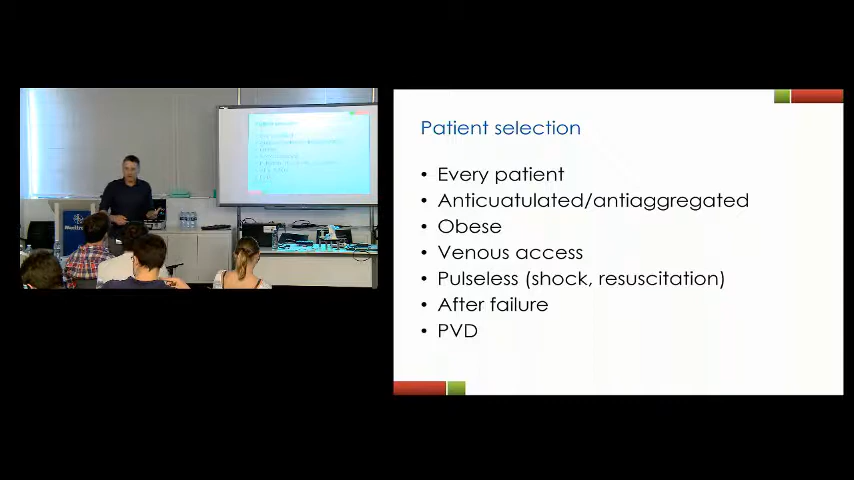 Patient selection
• Every patient
• Anticuatulated/antiaggregated
• Obese
• Venous access
• Pulseless (shock, resuscitation)
• After failure
• PVD